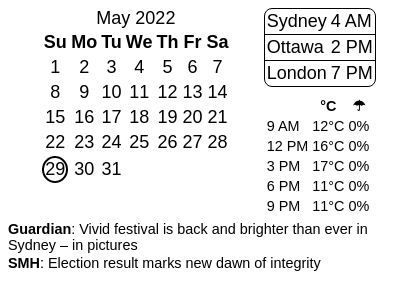 May 2022
Su Mo Tu We Th Fr Sa
1 2 3 4 5 6 7
8 9 10 11 12 13 14
15 16 17 18 19 20 21
22 23 24 25 26 27 28
29 30 31
Sydney 4 AM
Ottawa 2 PM
London 7 PM
°C ☂
9 AM 12°C 0%
12 PM 16°C 0%
3 PM 17°C 0%
6 PM 11°C 0%
9 PM 11°C 0%
Guardian: Vivid festival is back and brighter than ever in
Sydney – in pictures
SMH: Election result marks new dawn of integrity